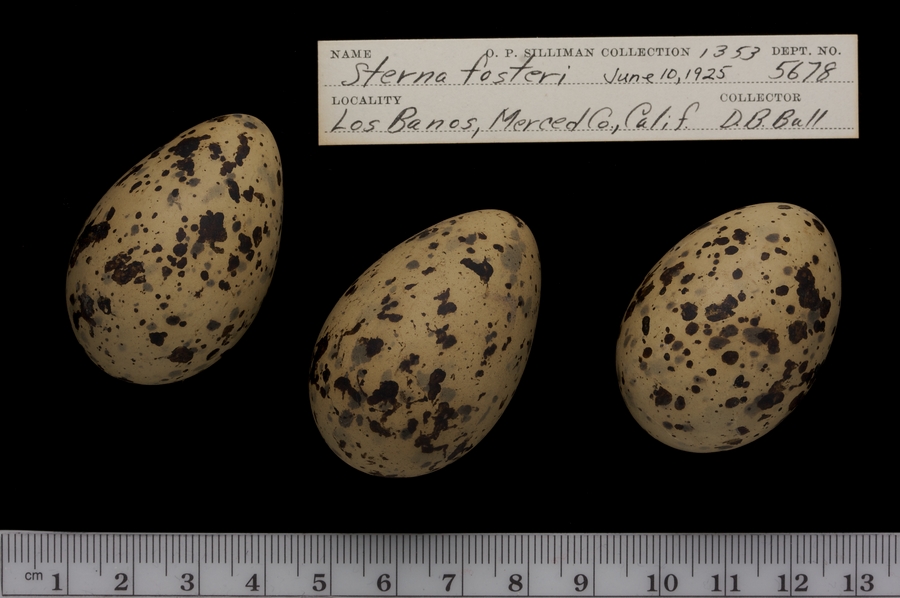 NAME O. P. SILLIMAN COLLECTION 1353 DEPT. NO.
Sterna fosteri June 10, 1925 5678
LOCALITY COLLECTOR
Los Banos, Merced Co., Calif. D.B. Bull
cm 1 2 3 4 5 6 7 8 9 10 11 12 13